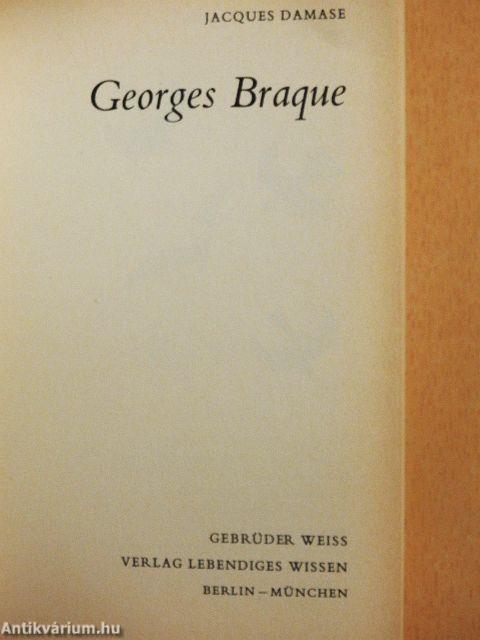 JACQUES DAMASE
Georges Braque
GEBRÜDER WEISS
VERLAG LEBENDIGES WISSEN
BERLIN – MÜNCHEN
Antikvárium.hu